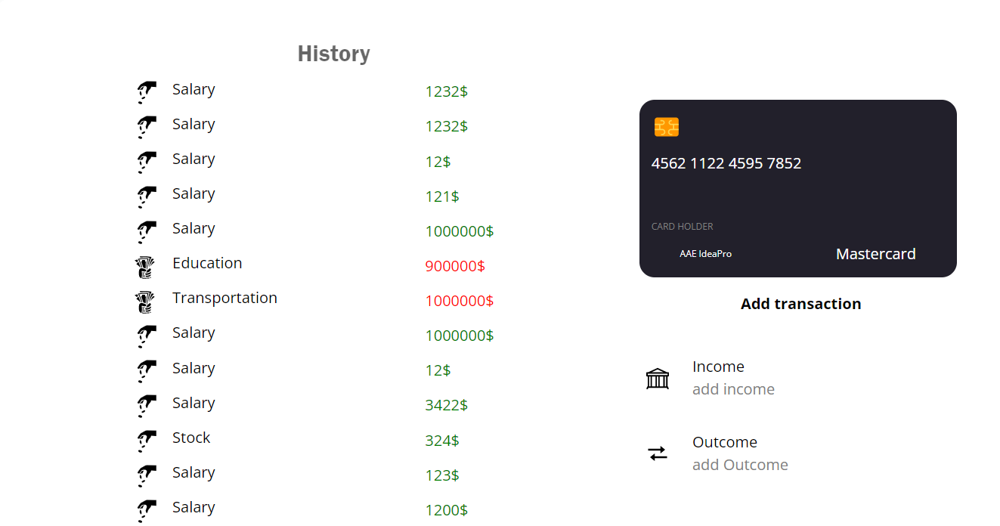 History
Salary 1232$
Salary 1232$
Salary 12$
Salary 121$
Salary 1000000$
Education 900000$
Transportation 1000000$
Salary 1000000$
Salary 12$
Salary 3422$
Stock 324$
Salary 123$
Salary 1200$
4562 1122 4595 7852
CARD HOLDER
AAE IdeaPro Mastercard
Add transaction
Income
add income
Outcome
add Outcome